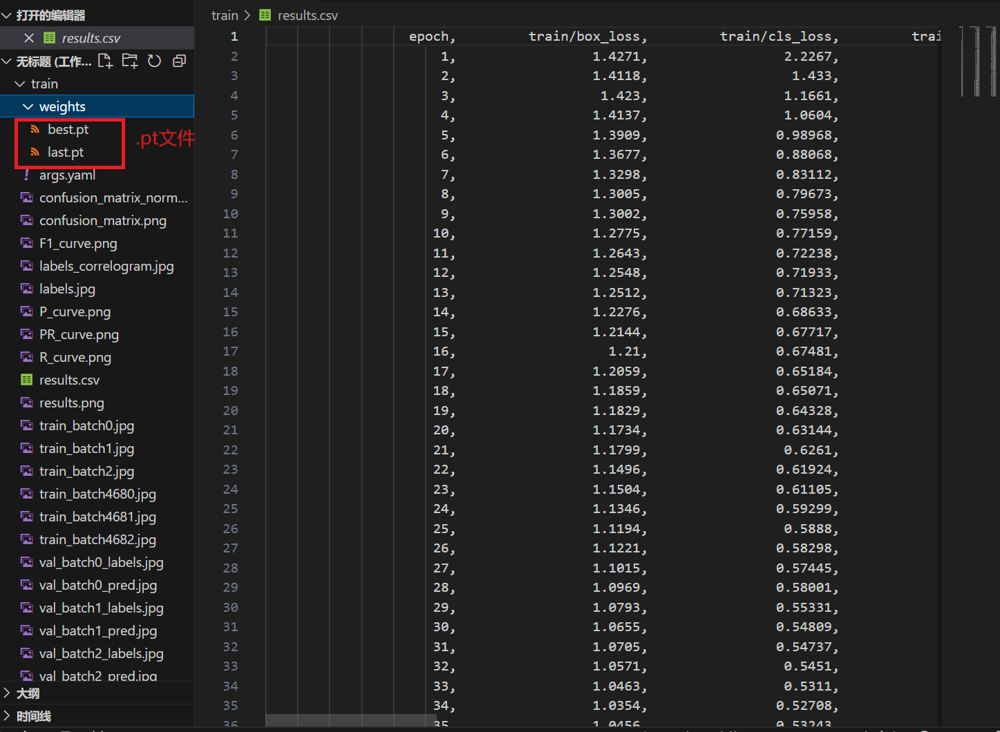 打开的编辑器
results.csv
无标题 (工作...
train
weights
best.pt
last.pt
.pt文件
args.yaml
confusion_matrix_norm...
confusion_matrix.png
F1_curve.png
labels_correlogram.jpg
labels.jpg
P_curve.png
PR_curve.png
R_curve.png
results.csv
results.png
train_batch0.jpg
train_batch1.jpg
train_batch2.jpg
train_batch4680.jpg
train_batch4681.jpg
train_batch4682.jpg
val_batch0_labels.jpg
val_batch0_pred.jpg
val_batch1_labels.jpg
val_batch1_pred.jpg
val_batch2_labels.jpg
val_batch2_pred.jpg
大纲
时间线
train > results.csv
1 epoch, train/box_loss, train/cls_loss, trai
2 1, 1.4271, 2.2267,
3 2, 1.4118, 1.433,
4 3, 1.423, 1.1661,
5 4, 1.4137, 1.0604,
6 5, 1.3909, 0.98968,
7 6, 1.3677, 0.88068,
8 7, 1.3298, 0.83112,
9 8, 1.3005, 0.79673,
10 9, 1.3002, 0.75958,
11 10, 1.2775, 0.77159,
12 11, 1.2643, 0.72238,
13 12, 1.2548, 0.71933,
14 13, 1.2512, 0.71323,
15 14, 1.2276, 0.68633,
16 15, 1.2144, 0.67717,
17 16, 1.21, 0.67481,
18 17, 1.2059, 0.65184,
19 18, 1.1859, 0.65071,
20 19, 1.1829, 0.64328,
21 20, 1.1734, 0.63144,
22 21, 1.1799, 0.6261,
23 22, 1.1496, 0.61924,
24 23, 1.1504, 0.61105,
25 24, 1.1346, 0.59299,
26 25, 1.1194, 0.5888,
27 26, 1.1221, 0.58298,
28 27, 1.1015, 0.57445,
29 28, 1.0969, 0.58001,
30 29, 1.0793, 0.55331,
31 30, 1.0655, 0.54809,
32 31, 1.0705, 0.54737,
33 32, 1.0571, 0.5451,
34 33, 1.0463, 0.5311,
35 34, 1.0354, 0.52708,
36 35, 1.0456, 0.53243,